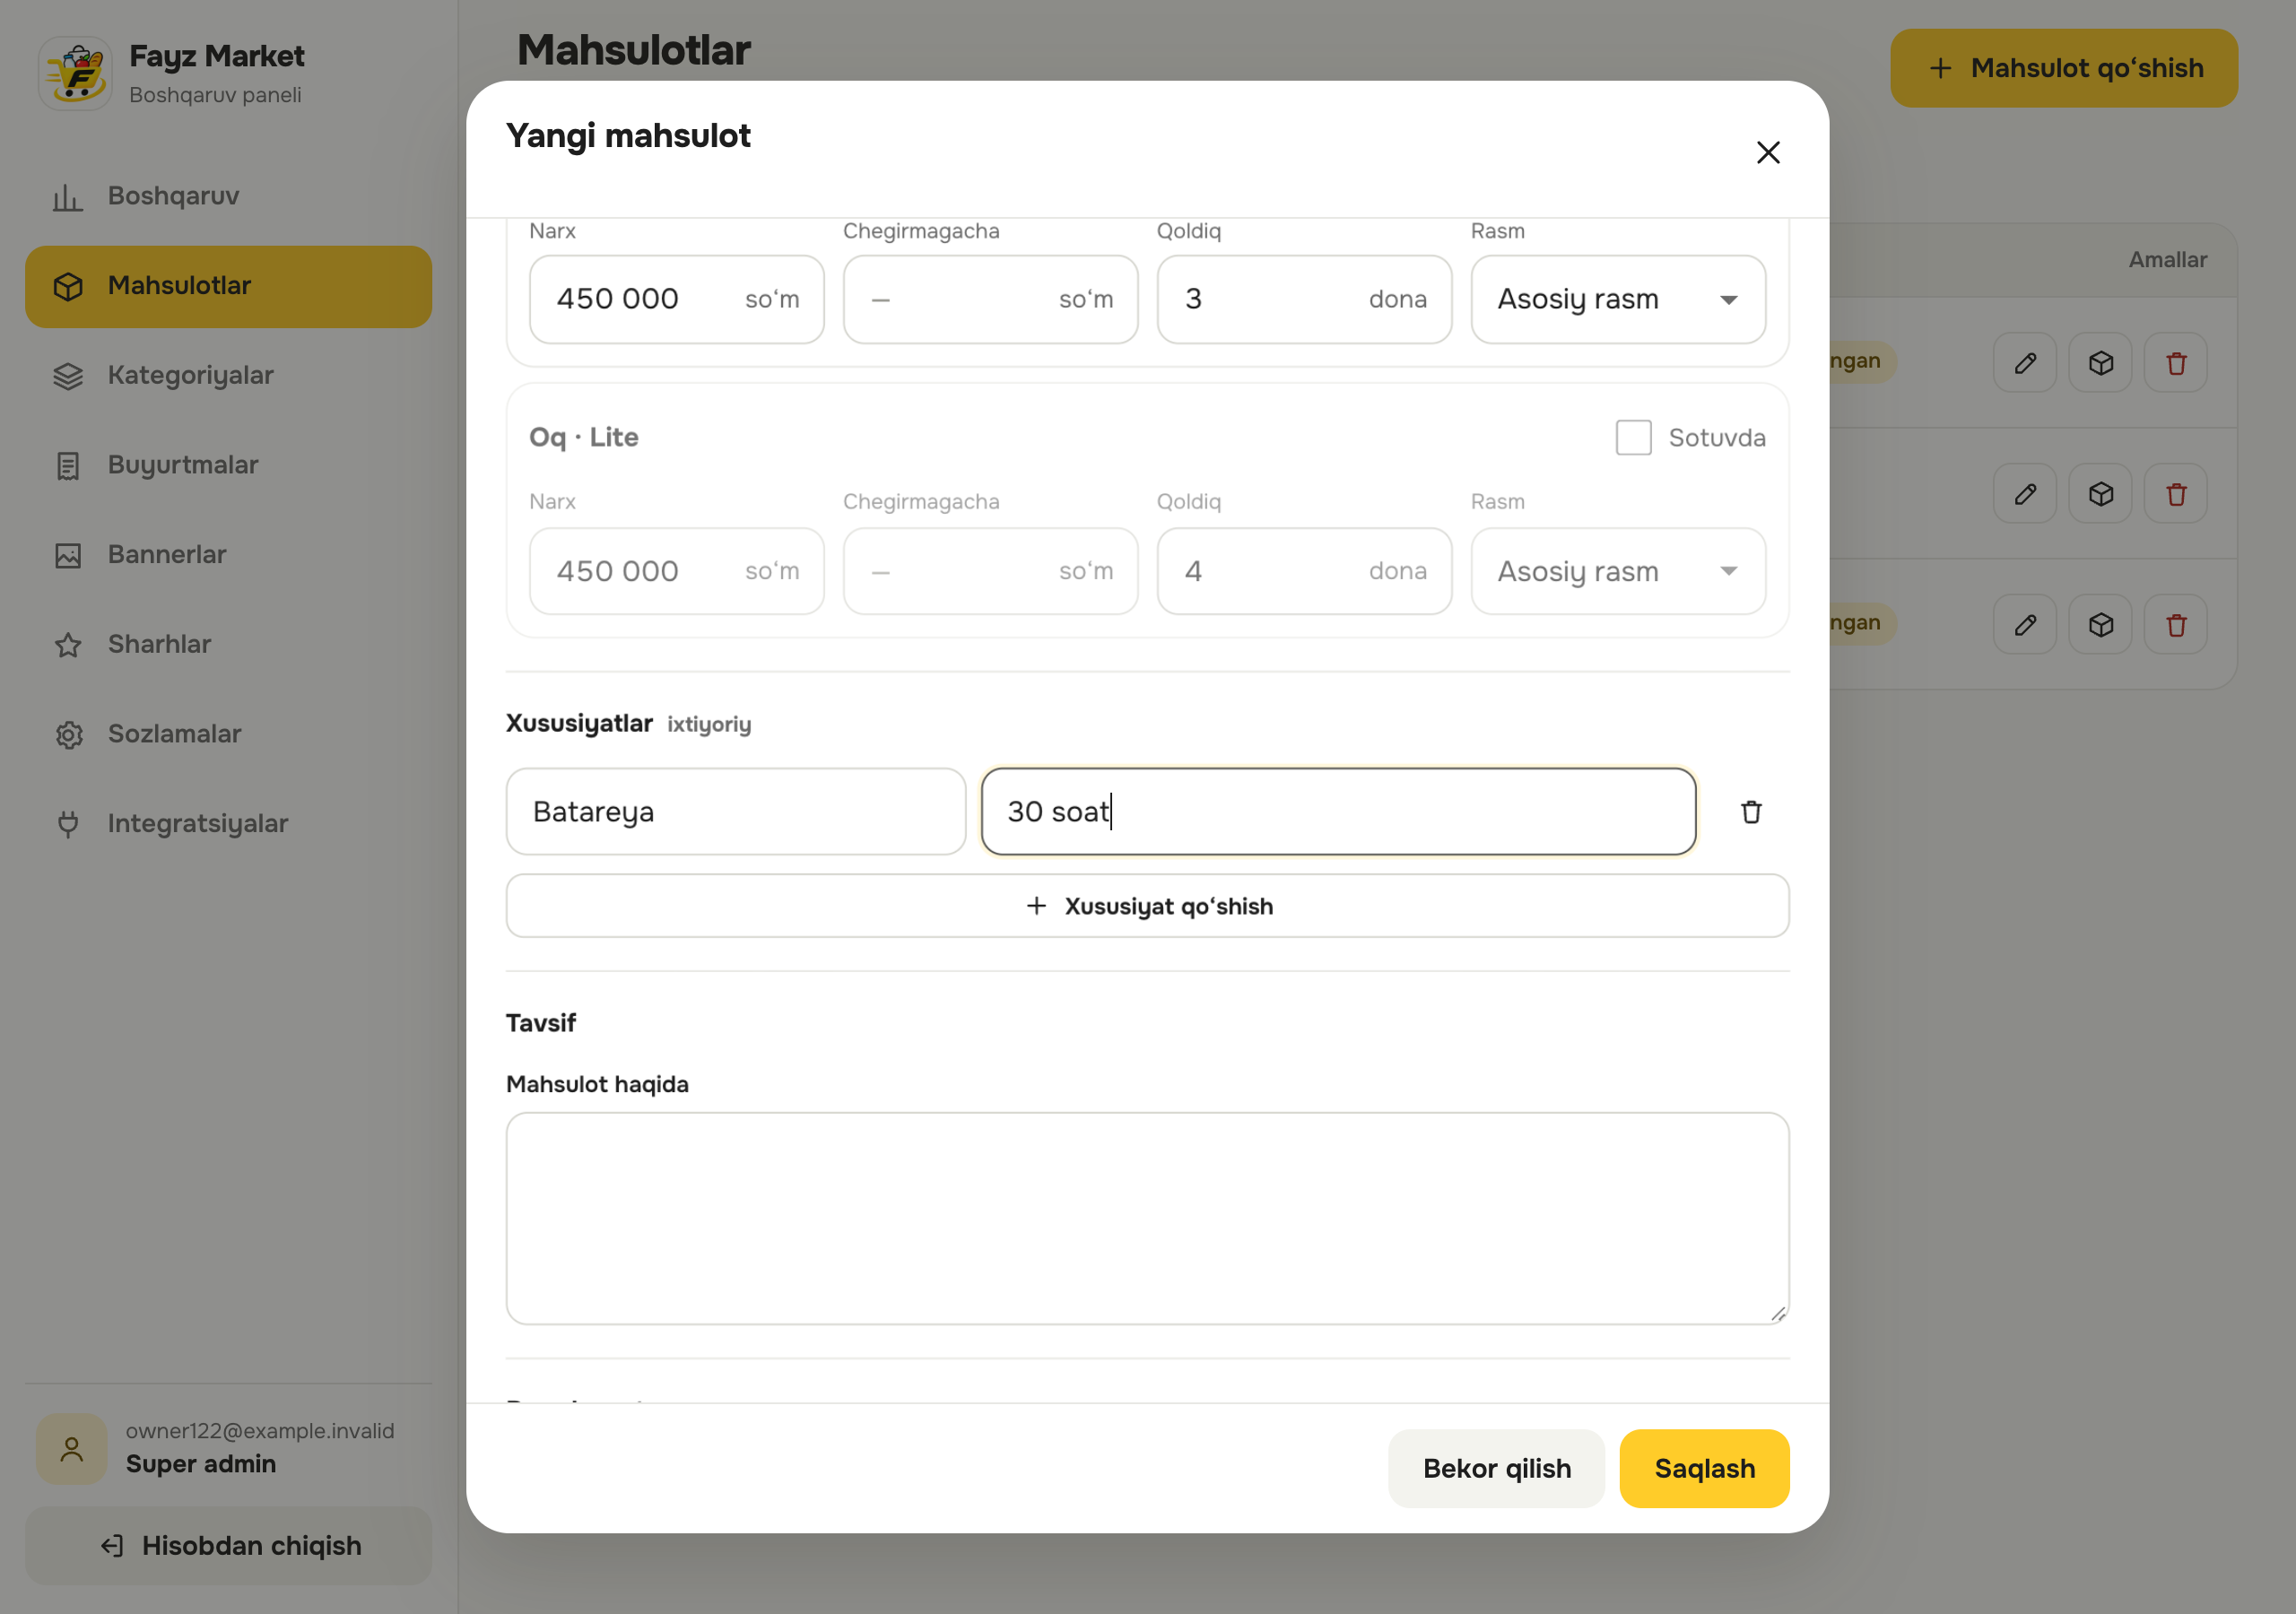 Fayz Market
Boshqaruv paneli
Boshqaruv
Mahsulotlar
Kategoriyalar
Buyurtmalar
Bannerlar
Sharhlar
Sozlamalar
Integratsiyalar
owner122@example.invalid
Super admin
Hisobdan chiqish
Mahsulotlar
+ Mahsulot qo‘shish
Amallar
ngan
ngan
Yangi mahsulot
Narx Chegirmagacha Qoldiq Rasm
450 000 so‘m — so‘m 3 dona Asosiy rasm
Oq · Lite Sotuvda
Narx Chegirmagacha Qoldiq Rasm
450 000 so‘m — so‘m 4 dona Asosiy rasm
Xususiyatlar ixtiyoriy
Batareya 30 soat
+ Xususiyat qo‘shish
Tavsif
Mahsulot haqida
Bekor qilish Saqlash